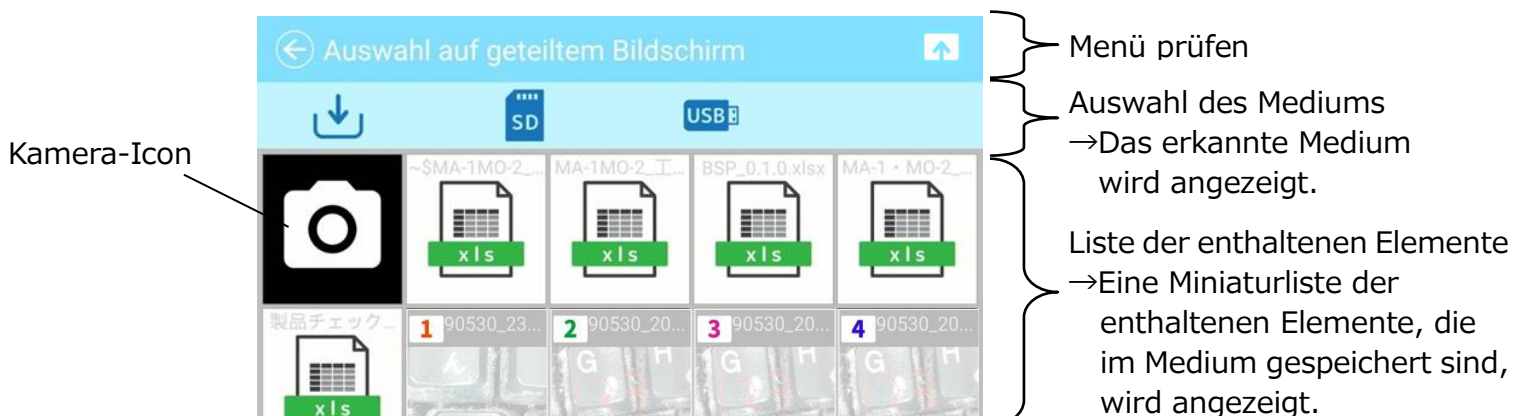 Auswahl auf geteiltem Bildschirm
Menü prüfen
SD
USB
Auswahl des Mediums
→Das erkannte Medium
wird angezeigt.
Kamera-Icon
~$MA-1MO-2_...
MA-1MO-2_工...
BSP_0.1.0.xlsx
MA-1・MO-2_...
xls
xls
xls
xls
Liste der enthaltenen Elemente
→Eine Miniaturliste der
enthaltenen Elemente, die
im Medium gespeichert sind,
wird angezeigt.
製品チェック...
1 90530_23...
2 90530_20...
3 90530_20...
4 90530_20...
G H
G H
G H
xls